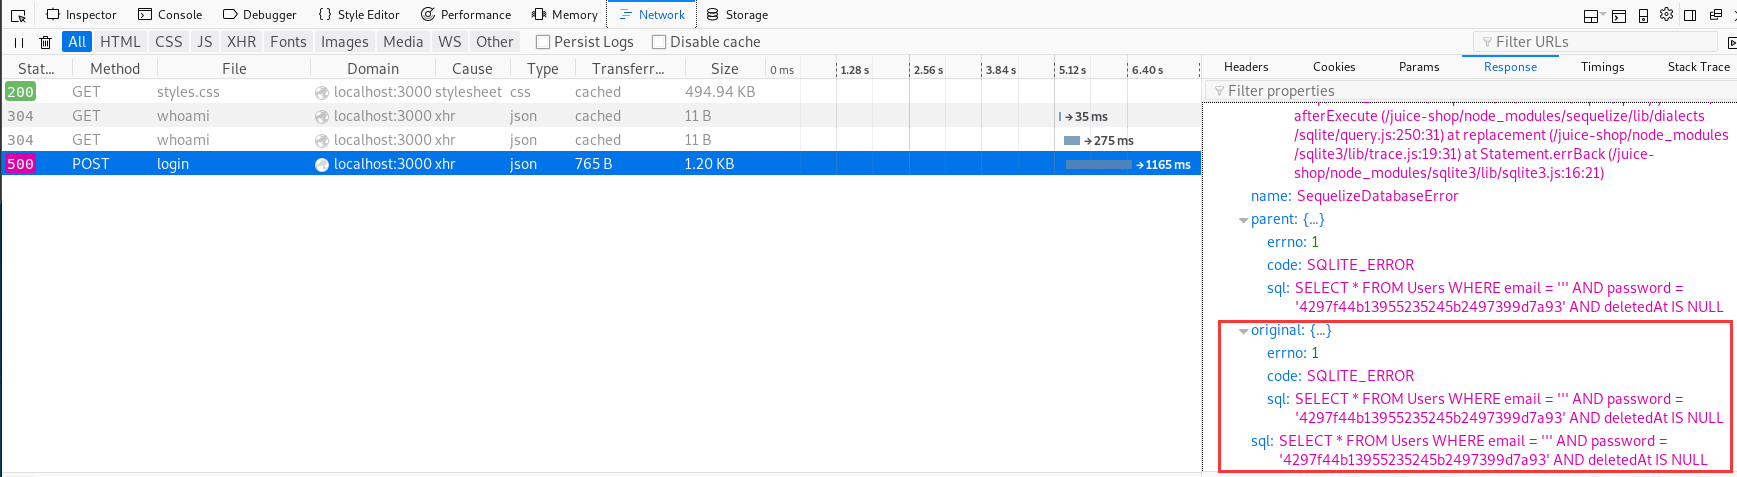 Inspector Console Debugger {} Style Editor Performance Memory Network Storage
All HTML CSS JS XHR Fonts Images Media WS Other Persist Logs Disable cache Filter URLs
Stat... Method File Domain Cause Type Transferr... Size 0 ms 1.28 s 2.56 s 3.84 s 5.12 s 6.40 s
200 GET styles.css localhost:3000 stylesheet css cached 494.94 KB
304 GET whoami localhost:3000 xhr json cached 11 B → 35 ms
304 GET whoami localhost:3000 xhr json cached 11 B → 275 ms
500 POST login localhost:3000 xhr json 765 B 1.20 KB → 1165 ms
Headers Cookies Params Response Timings Stack Trace
Filter properties
afterExecute (/juice-shop/node_modules/sequelize/lib/dialects
/sqlite/query.js:250:31) at replacement (/juice-shop/node_modules
/sqlite3/lib/trace.js:19:31) at Statement.errBack (/juice-
shop/node_modules/sqlite3/lib/sqlite3.js:16:21)
name: SequelizeDatabaseError
parent: {...}
errno: 1
code: SQLITE_ERROR
sql: SELECT * FROM Users WHERE email = ''' AND password =
'4297f44b13955235245b2497399d7a93' AND deletedAt IS NULL
original: {...}
errno: 1
code: SQLITE_ERROR
sql: SELECT * FROM Users WHERE email = ''' AND password =
'4297f44b13955235245b2497399d7a93' AND deletedAt IS NULL
sql: SELECT * FROM Users WHERE email = ''' AND password =
'4297f44b13955235245b2497399d7a93' AND deletedAt IS NULL